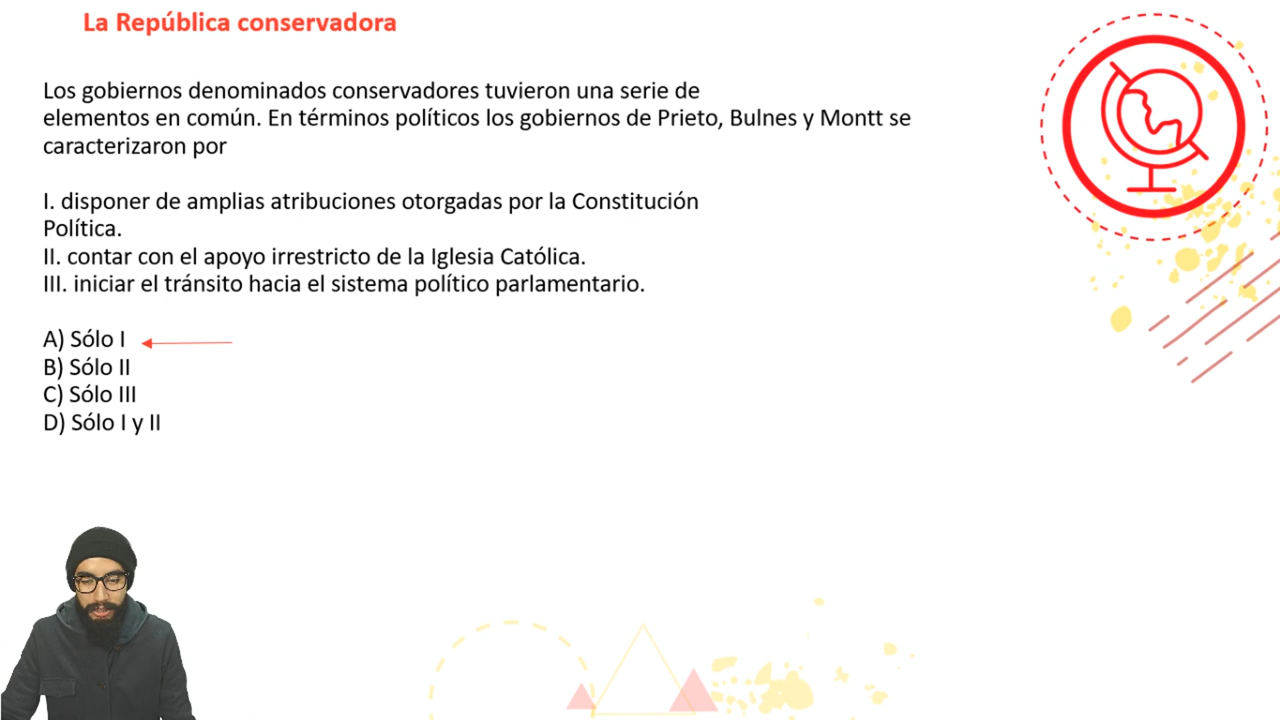 La República conservadora
Los gobiernos denominados conservadores tuvieron una serie de
elementos en común. En términos políticos los gobiernos de Prieto, Bulnes y Montt se
caracterizaron por
I. disponer de amplias atribuciones otorgadas por la Constitución
Política.
II. contar con el apoyo irrestricto de la Iglesia Católica.
III. iniciar el tránsito hacia el sistema político parlamentario.
A) Sólo I
B) Sólo II
C) Sólo III
D) Sólo I y II